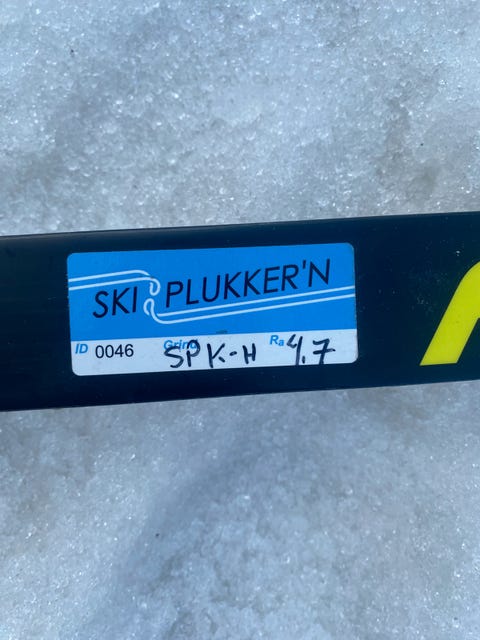 SKI PLUKKER'N
ID 0046 Grind SPK-H Ra 4.7